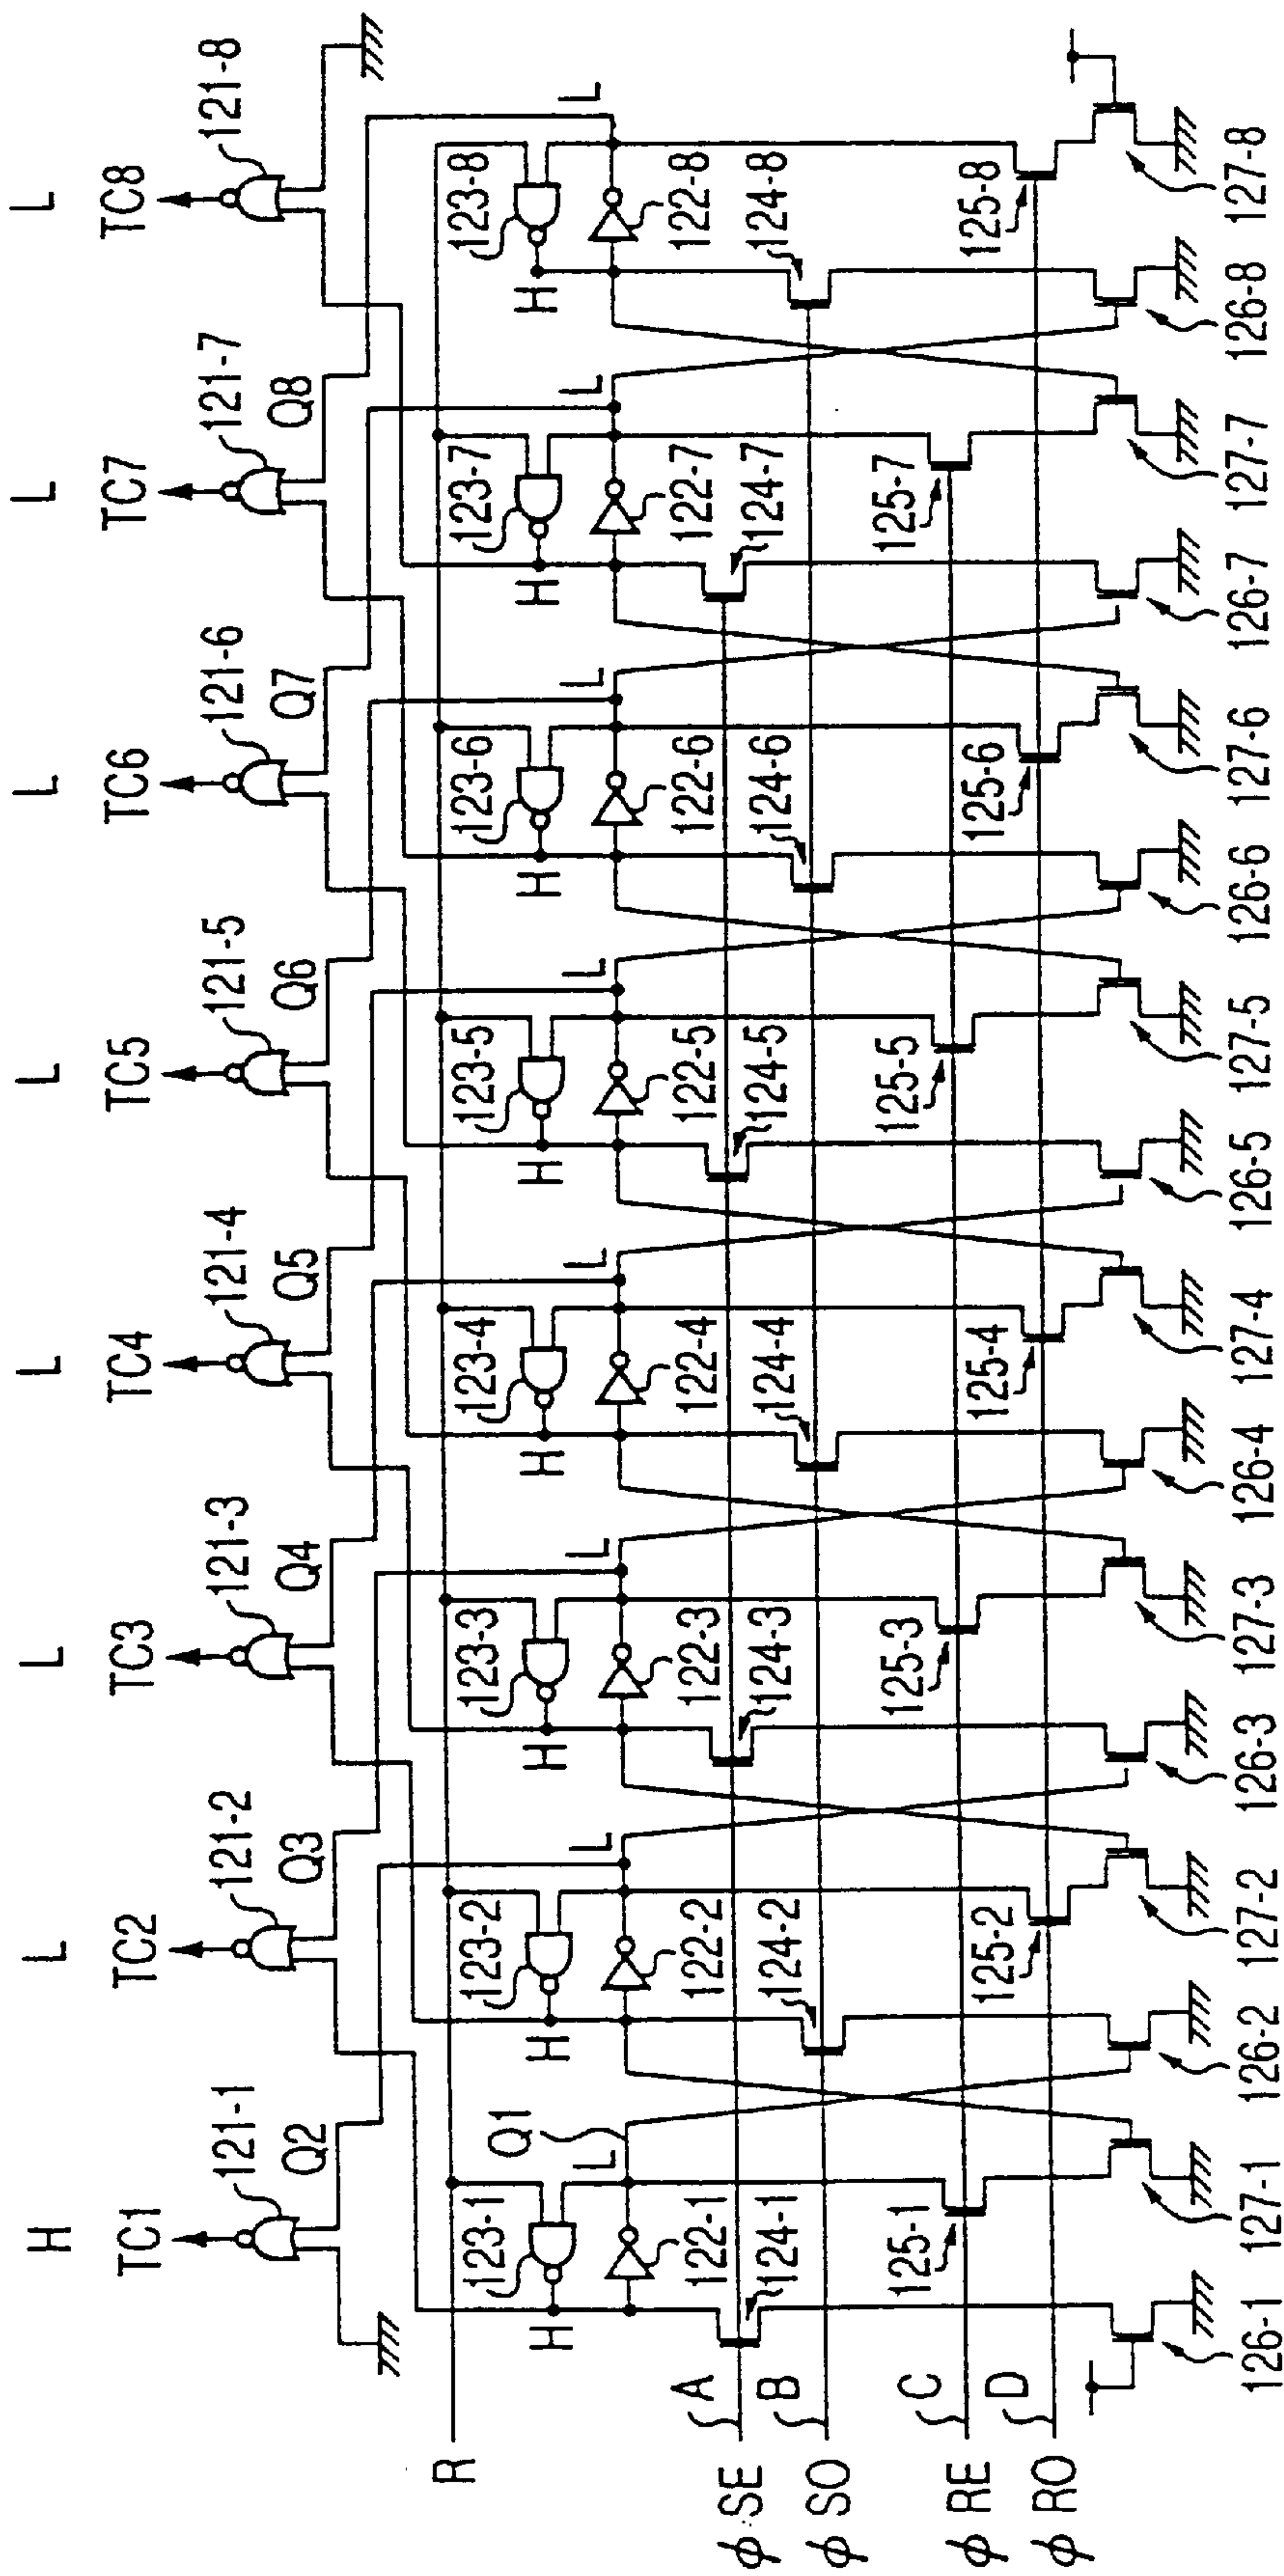 H L L L L L L L
TC1 TC2 TC3 TC4 TC5 TC6 TC7 TC8
121-1 121-2 121-3 121-4 121-5 121-6 121-7 121-8
Q2 Q3 Q4 Q5 Q6 Q7 Q8
R
Q1
123-1 123-2 123-3 123-4 123-5 123-6 123-7 123-8
H L H L H L H L H L H L H L H L
122-1 122-2 122-3 122-4 122-5 122-6 122-7 122-8
124-1 124-2 124-3 124-4 124-5 124-6 124-7 124-8
φ SE A
φ SO B
125-1 125-2 125-3 125-4 125-5 125-6 125-7 125-8
φ RE C
φ RO D
126-1 127-1 126-2 127-2 126-3 127-3 126-4 127-4 126-5 127-5 126-6 127-6 126-7 127-7 126-8 127-8